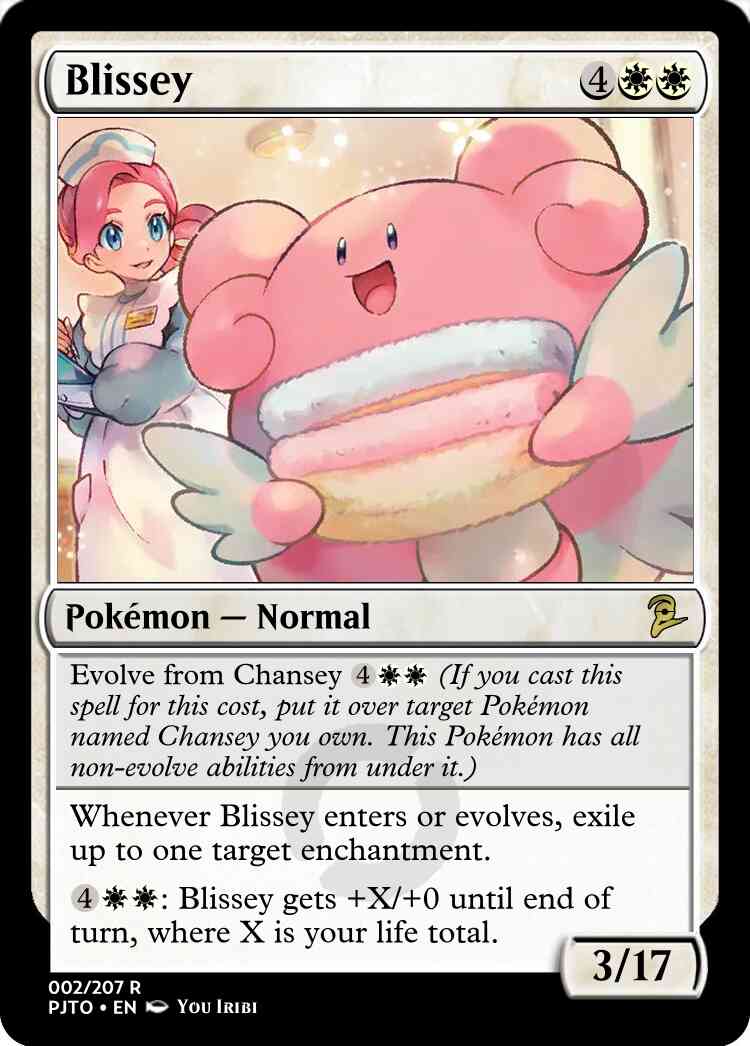 Blissey 4
Pokémon — Normal
Evolve from Chansey 4 (If you cast this
spell for this cost, put it over target Pokémon
named Chansey you own. This Pokémon has all
non-evolve abilities from under it.)
Whenever Blissey enters or evolves, exile
up to one target enchantment.
4: Blissey gets +X/+0 until end of
turn, where X is your life total.
3/17
002/207 R
PJTO • EN You Iribi